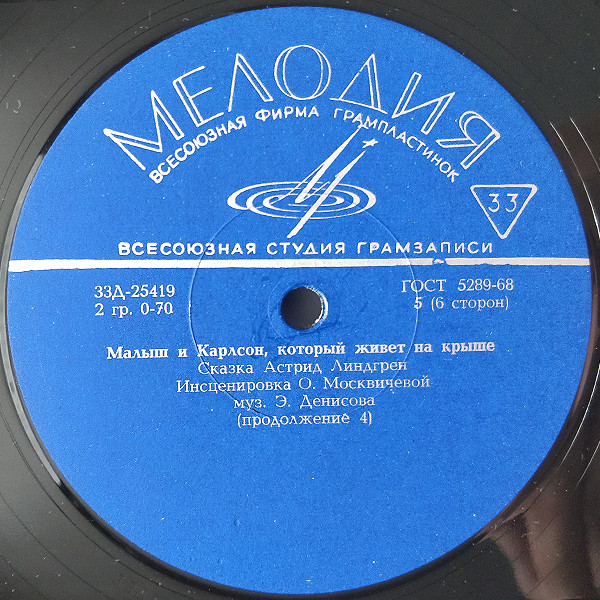 МЕЛОДИЯ
ВСЕСОЮЗНАЯ ФИРМА ГРАМПЛАСТИНОК
33
ВСЕСОЮЗНАЯ СТУДИЯ ГРАМЗАПИСИ
33Д-25419
ГОСТ 5289-68
2 гр. 0-70
5 (6 сторон)
Малыш и Карлсон, который живет на крыше
Сказка Астрид Линдгрен
Инсценировка О. Москвичевой
муз. Э. Денисова
(продолжение 4)